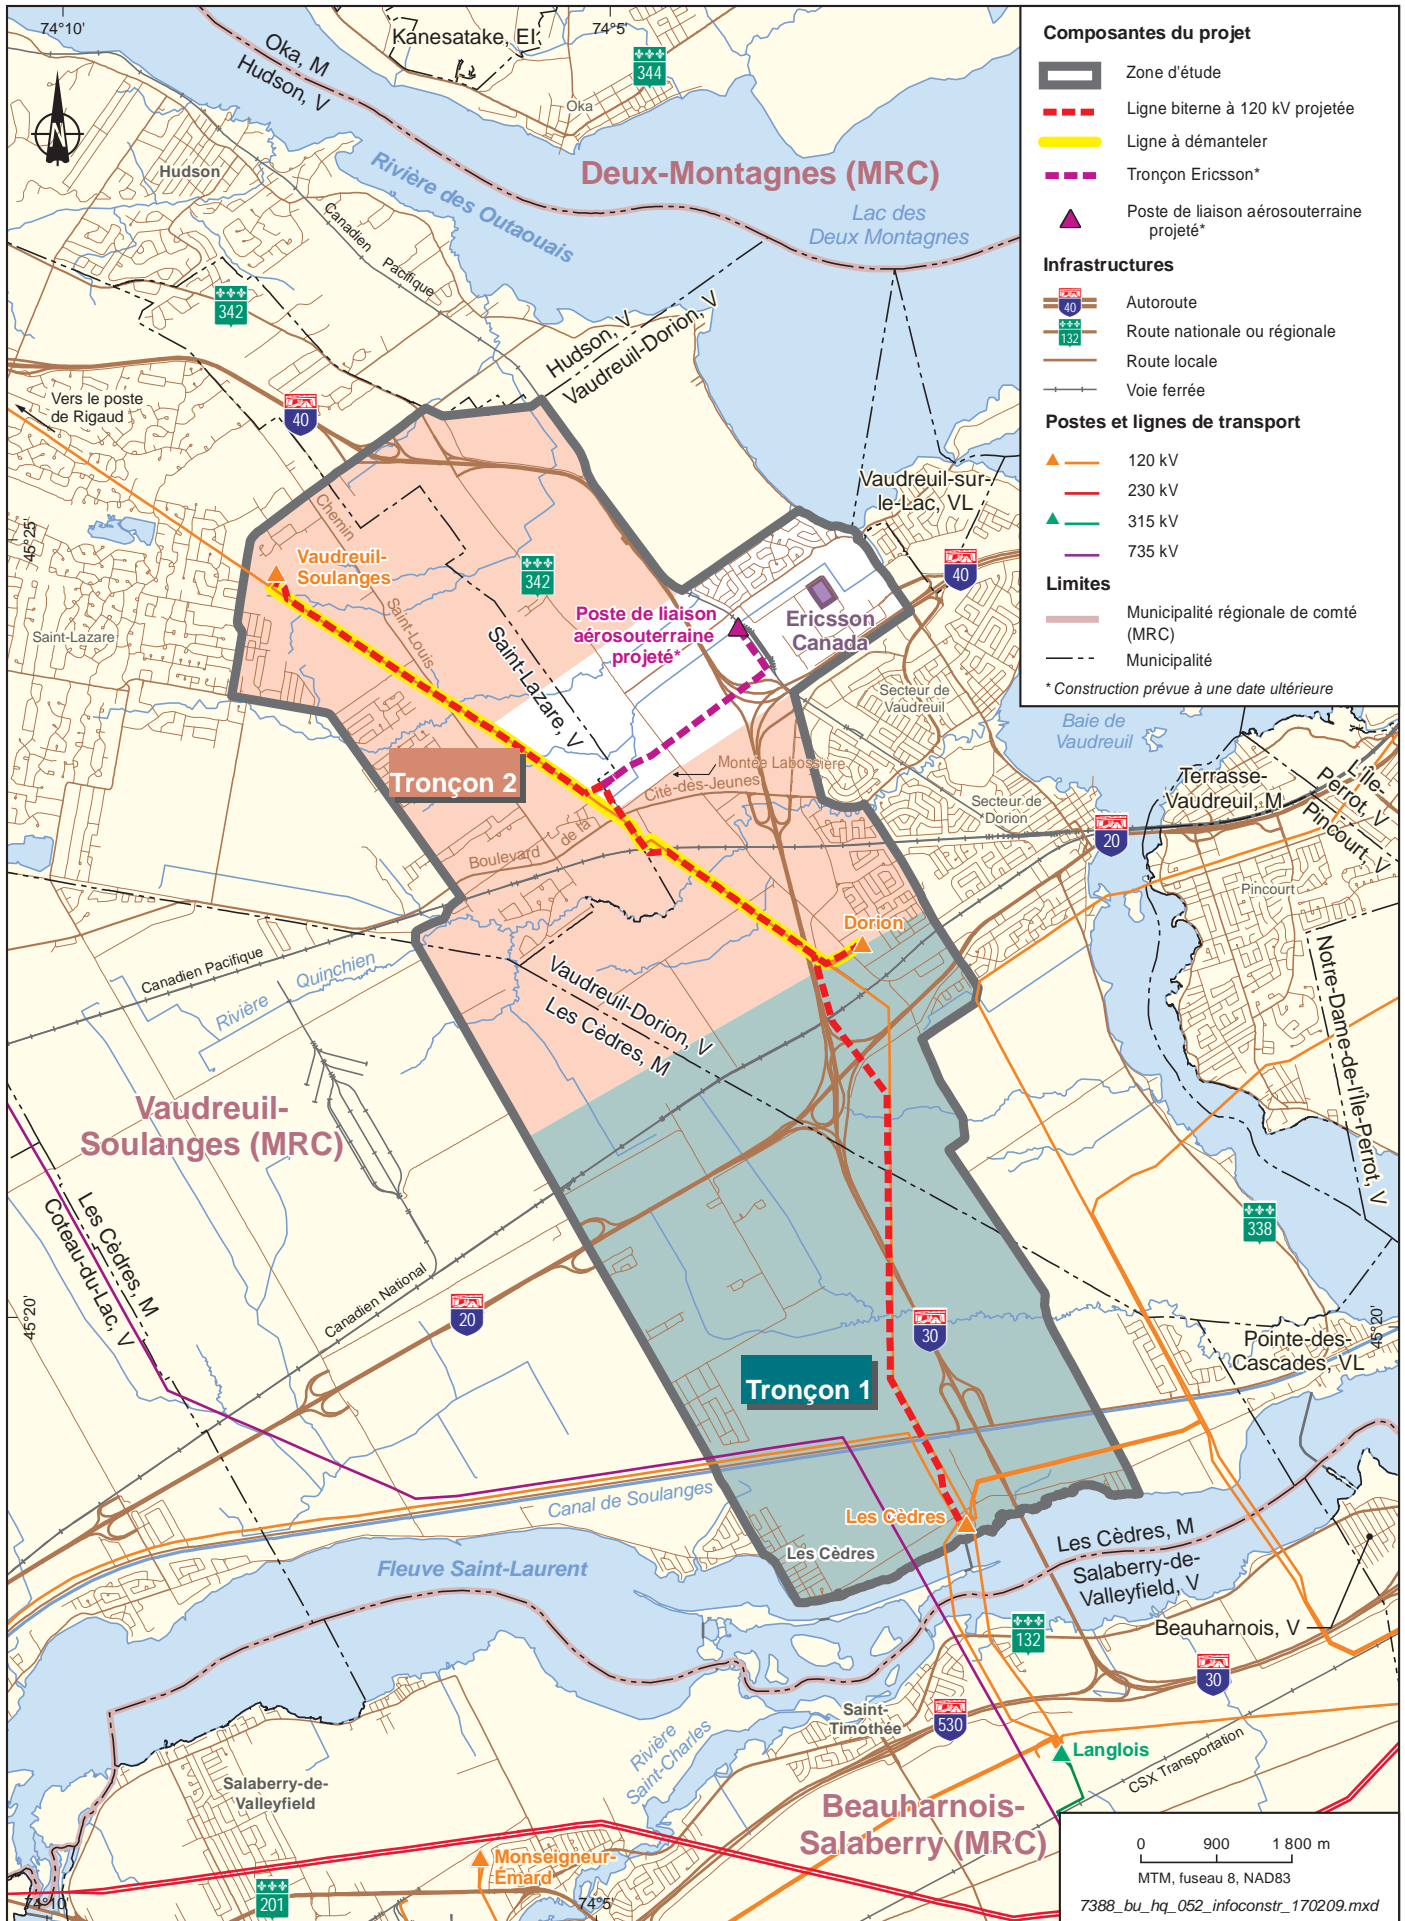 74°10'
74°5'
Kanesatake, EI
Oka, M
Hudson, V
344
Oka
Hudson
Rivière des Outaouais
Deux-Montagnes (MRC)
Lac des
Deux Montagnes
Canadien
Pacifique
342
Hudson, V
Vaudreuil-Dorion, V
Vers le poste
de Rigaud
40
Vaudreuil-sur-
le-Lac, VL
45°25'
Chemin
Saint-Louis
Vaudreuil-
Soulanges
342
40
Saint-Lazare
Saint-Lazare, V
Poste de liaison
aérosouterraine
projeté*
Ericsson
Canada
Secteur de
Vaudreuil
Baie de
Vaudreuil
Tronçon 2
Montée Labossière
Boulevard
de la
Cité-des-Jeunes
Secteur de
Dorion
20
Terrasse-
Vaudreuil, M
L'Île-
Perrot, V
Pincourt, V
Pincourt
Dorion
Canadien Pacifique
Rivière
Quinchien
Vaudreuil-Dorion, V
Les Cèdres, M
Notre-Dame-de-l'Île-Perrot, V
Vaudreuil-
Soulanges (MRC)
Les Cèdres, M
Coteau-du-Lac, V
338
45°20'
Canadien National
20
30
Pointe-des-
Cascades, VL
45°20'
Tronçon 1
Canal de Soulanges
Les Cèdres
Les Cèdres
Fleuve Saint-Laurent
Les Cèdres, M
Salaberry-de-
Valleyfield, V
132
Beauharnois, V
30
Saint-
Timothée
530
Rivière
Saint-Charles
Langlois
CSX Transportation
Salaberry-de-
Valleyfield
Beauharnois-
Salaberry (MRC)
Monseigneur-
Émard
201
74°10'
74°5'
Composantes du projet
Zone d'étude
Ligne biterne à 120 kV projetée
Ligne à démanteler
Tronçon Ericsson*
Poste de liaison aérosouterraine
projeté*
Infrastructures
40
Autoroute
132
Route nationale ou régionale
Route locale
Voie ferrée
Postes et lignes de transport
120 kV
230 kV
315 kV
735 kV
Limites
Municipalité régionale de comté
(MRC)
Municipalité
* Construction prévue à une date ultérieure
0 900 1 800 m
MTM, fuseau 8, NAD83
7388_bu_hq_052_infoconstr_170209.mxd